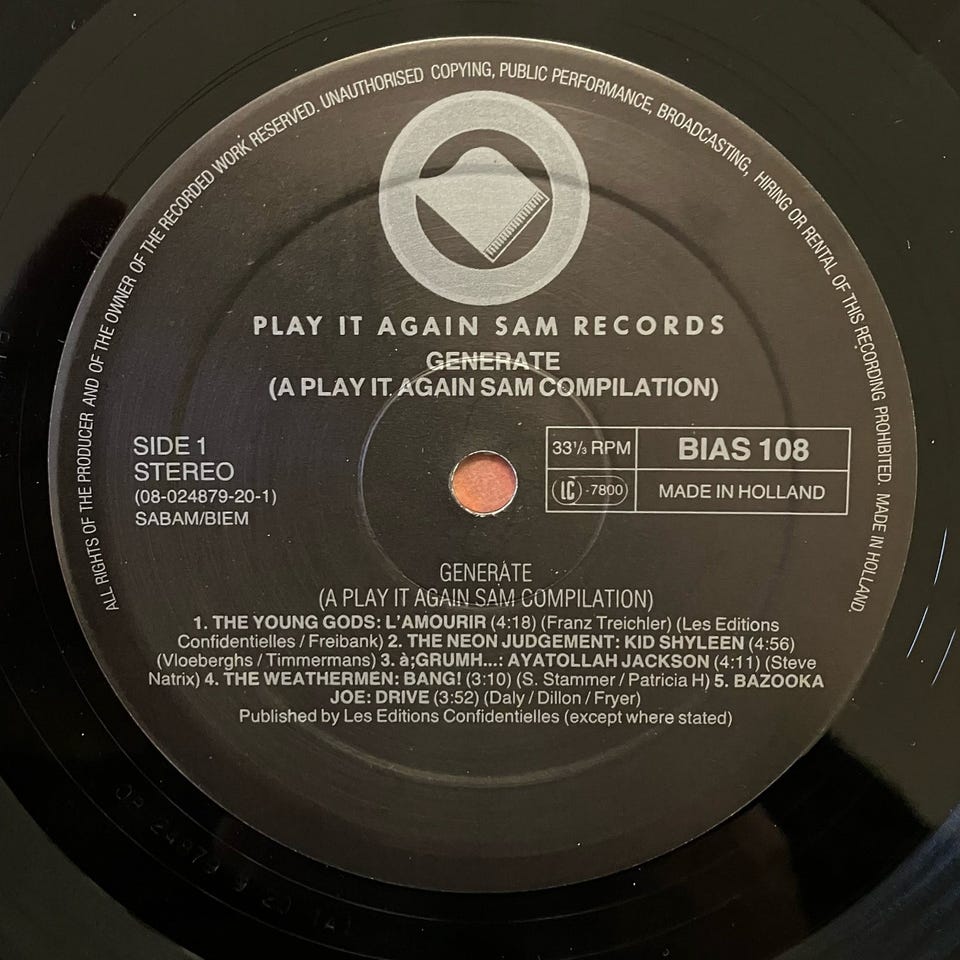 ALL RIGHTS OF THE PRODUCER AND OF THE OWNER OF THE RECORDED WORK RESERVED. UNAUTHORISED COPYING, PUBLIC PERFORMANCE, BROADCASTING, HIRING OR RENTAL OF THIS RECORDING PROHIBITED. MADE IN HOLLAND.
PLAY IT AGAIN SAM RECORDS
GENERATE
(A PLAY IT AGAIN SAM COMPILATION)
SIDE 1
STEREO
(08-024879-20-1)
SABAM/BIEM
33⅓ RPM
BIAS 108
LC -7800
MADE IN HOLLAND
GENERATE
(A PLAY IT AGAIN SAM COMPILATION)
1. THE YOUNG GODS: L'AMOURIR (4:18) (Franz Treichler) (Les Editions
Confidentielles / Freibank) 2. THE NEON JUDGEMENT: KID SHYLEEN (4:56)
(Vloeberghs / Timmermans) 3. à;GRUMH...: AYATOLLAH JACKSON (4:11) (Steve
Natrix) 4. THE WEATHERMEN: BANG! (3:10) (S. Stammer / Patricia H) 5. BAZOOKA
JOE: DRIVE (3:52) (Daly / Dillon / Fryer)
Published by Les Editions Confidentielles (except where stated)